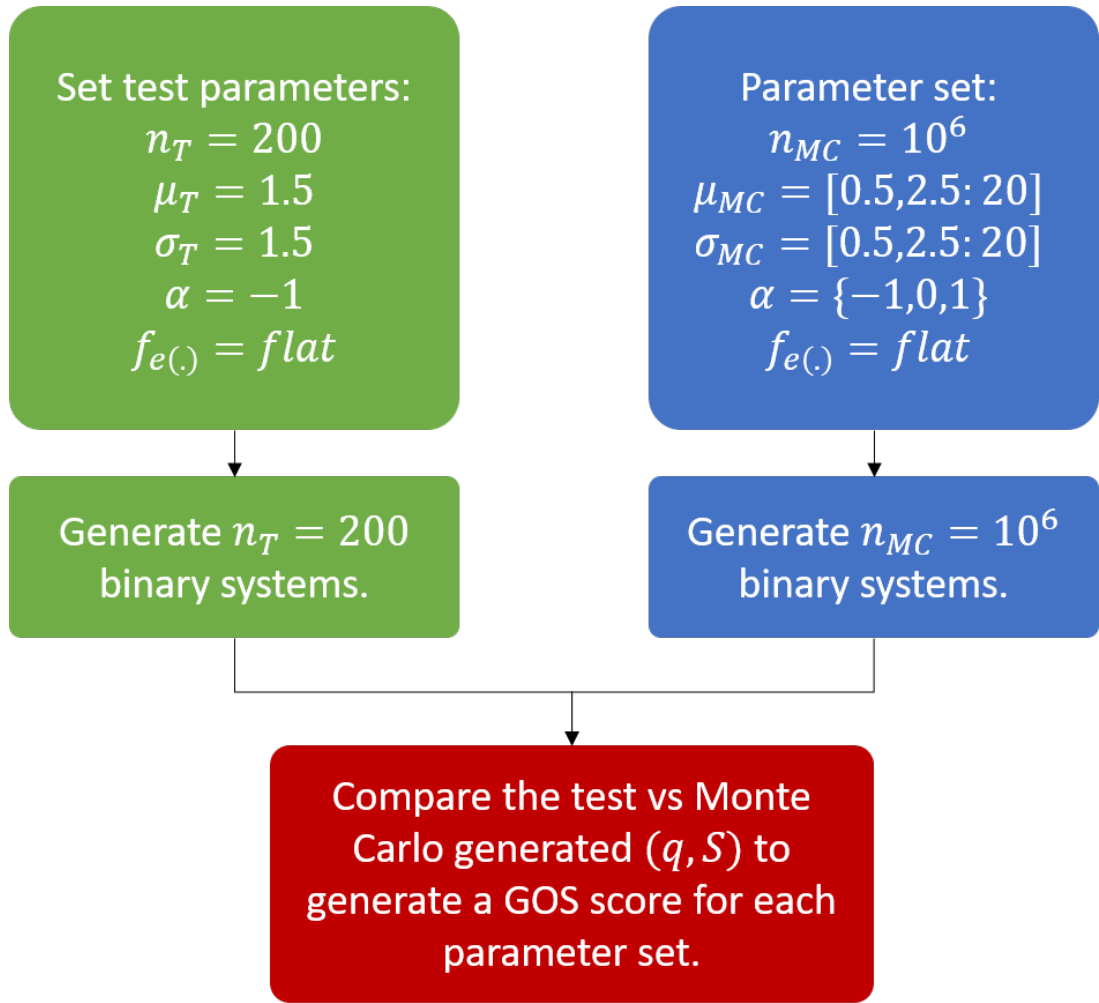 Set test parameters:
n_T = 200
μ_T = 1.5
σ_T = 1.5
α = −1
f_e(.) = flat
Parameter set:
n_MC = 10^6
μ_MC = [0.5,2.5: 20]
σ_MC = [0.5,2.5: 20]
α = {−1,0,1}
f_e(.) = flat
Generate n_T = 200
binary systems.
Generate n_MC = 10^6
binary systems.
Compare the test vs Monte
Carlo generated (q, S) to
generate a GOS score for each
parameter set.